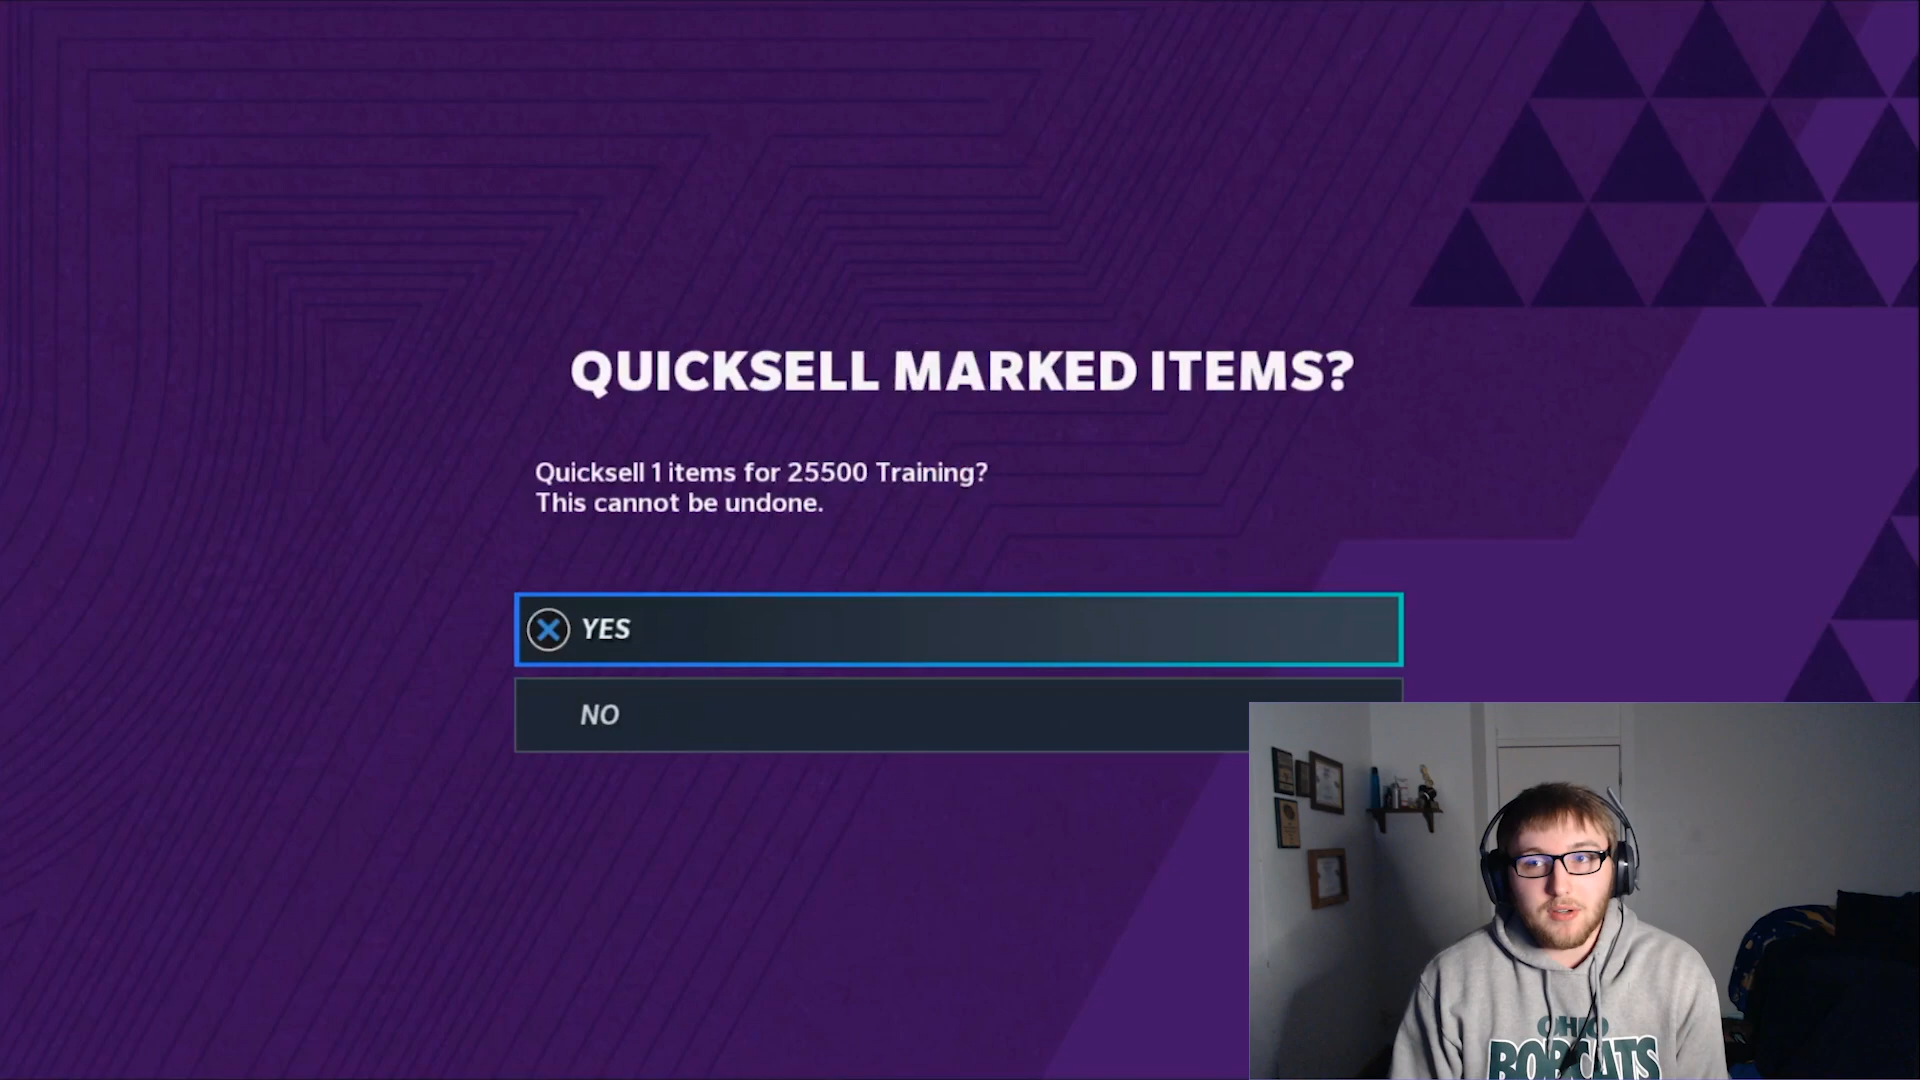 QUICKSELL MARKED ITEMS?
Quicksell 1 items for 25500 Training?
This cannot be undone.
YES
NO
OHIO
BOBCATS